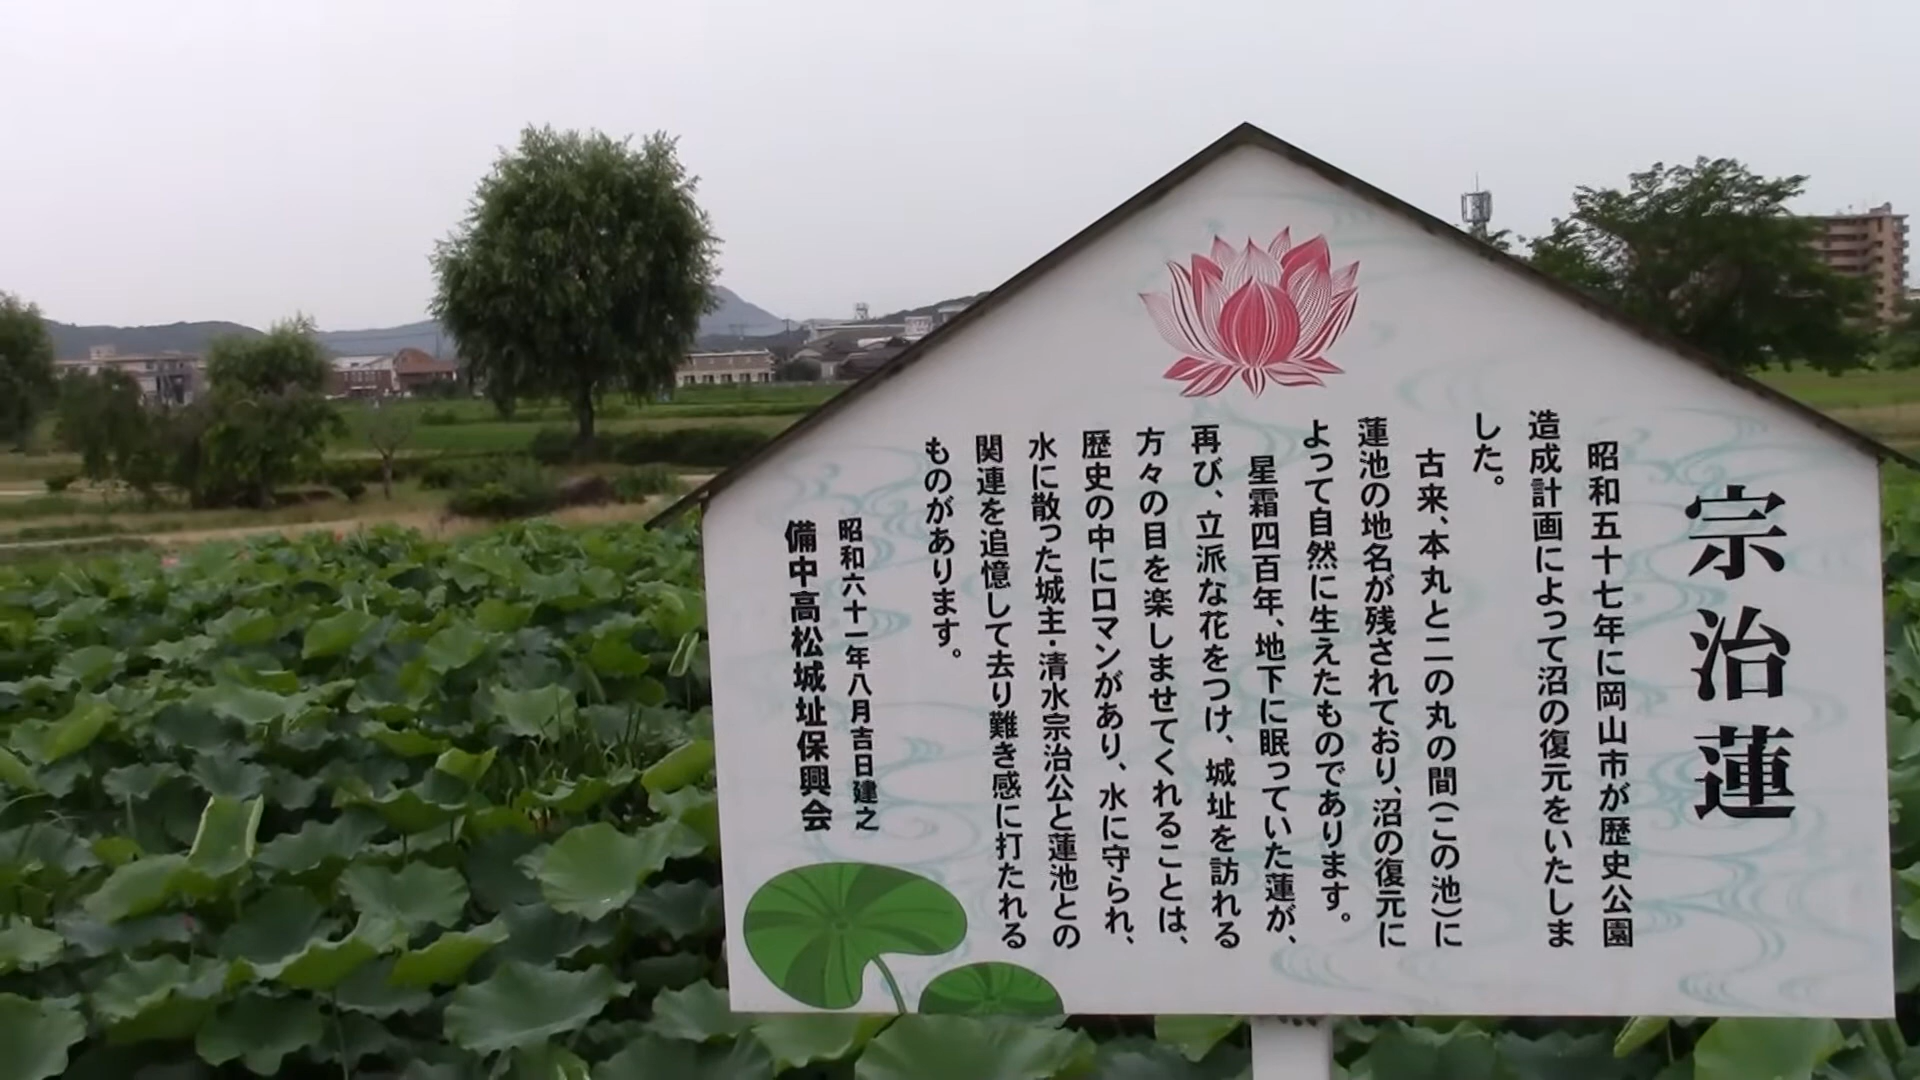 宗治蓮
昭和五十七年に岡山市が歴史公園
造成計画によって沼の復元をいたしま
した。
古来、本丸と二の丸の間(この池)に
蓮池の地名が残されており、沼の復元に
よって自然に生えたものであります。
星霜四百年、地下に眠っていた蓮が、
再び、立派な花をつけ、城址を訪れる
方々の目を楽しませてくれることは、
歴史の中にロマンがあり、水に守られ、
水に散った城主・清水宗治公と蓮池との
関連を追憶して去り難き感に打たれる
ものがあります。
昭和六十一年八月吉日建之
備中高松城址保興会